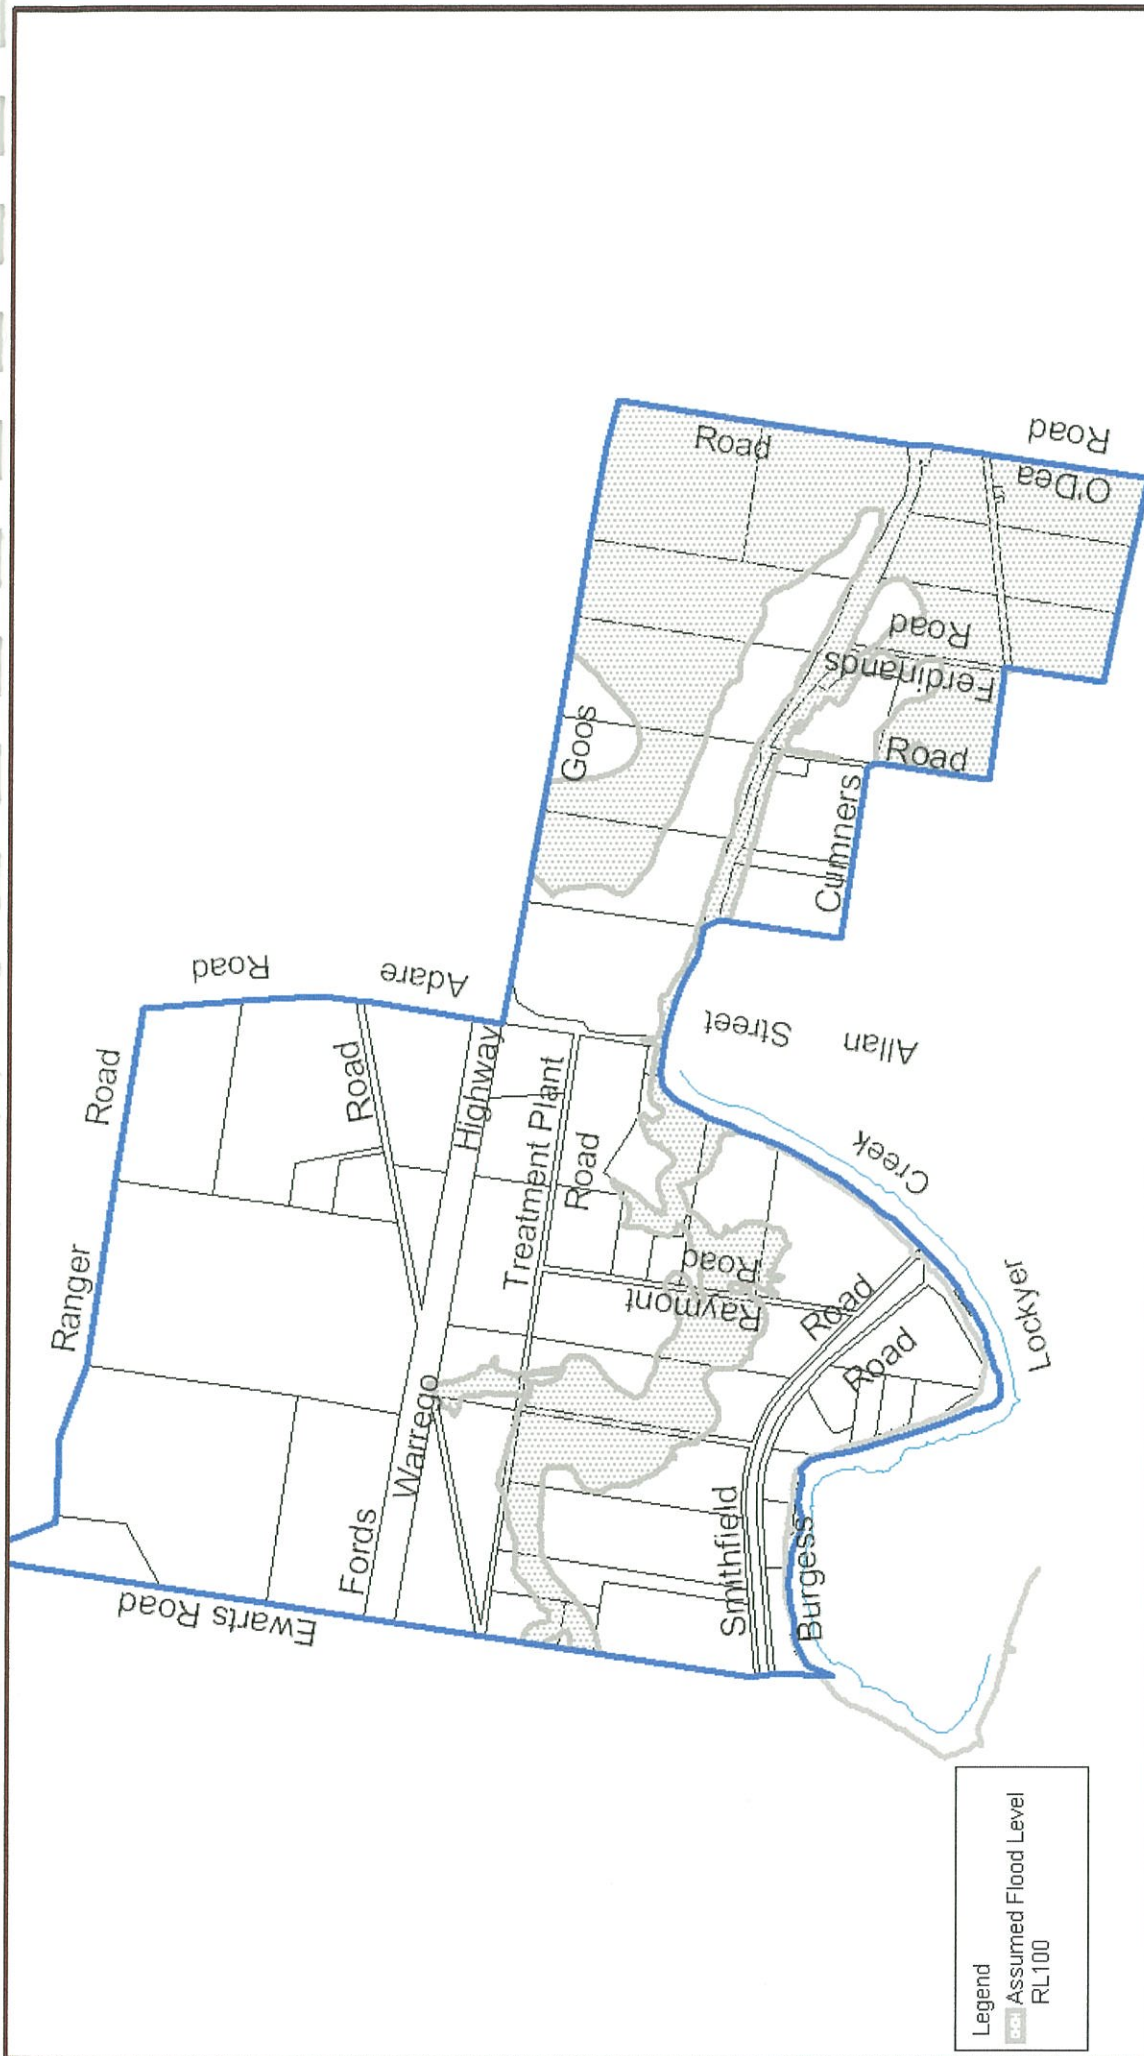 Ranger Road
Ewarts Road
Fords Road
Adare Road
Warrego Highway
Treatment Plant Road
Raymont Road
Smithfield Road
Burgess Road
Lockyer Creek
Allan Street
Goos Road
Cumners Road
Ferdinands Road
O'Dea Road
Legend
Assumed Flood Level
RL100